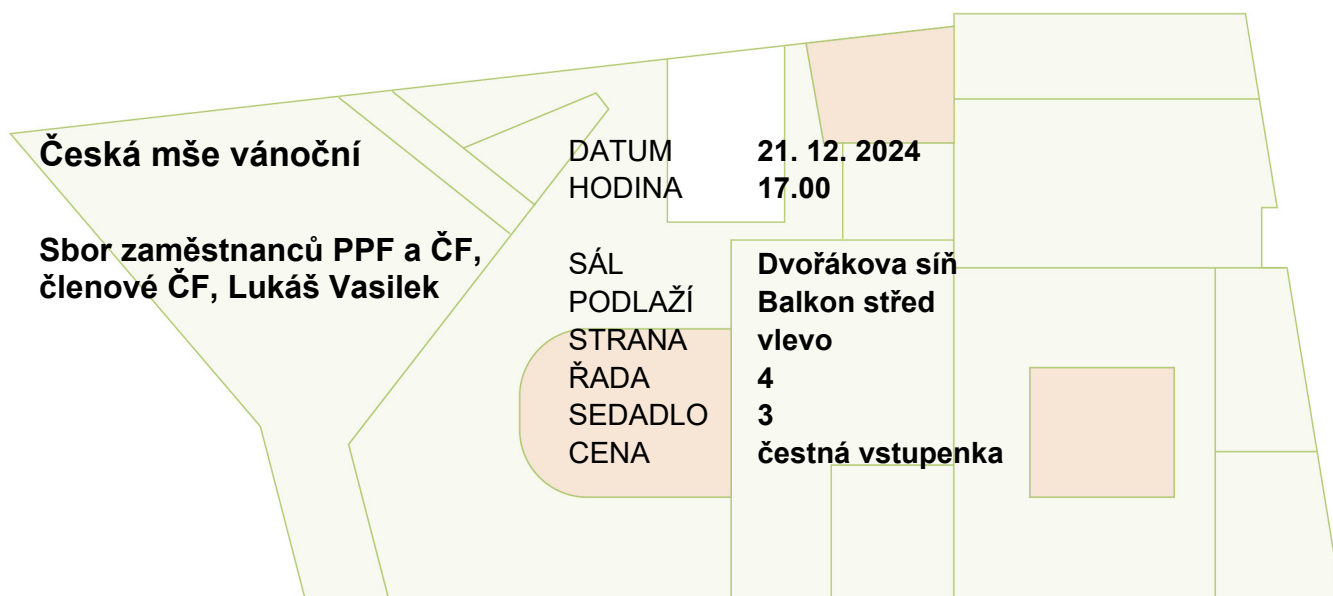 Česká mše vánoční
Sbor zaměstnanců PPF a ČF,
členové ČF, Lukáš Vasilek
DATUM 21. 12. 2024
HODINA 17.00
SÁL Dvořákova síň
PODLAŽÍ Balkon střed
STRANA vlevo
ŘADA 4
SEDADLO 3
CENA čestná vstupenka